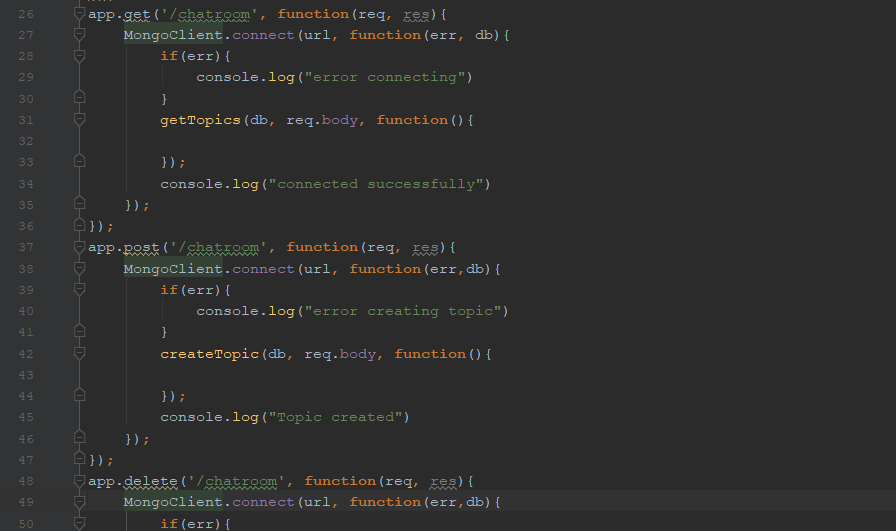 26 app.get('/chatroom', function(req, res){
27     MongoClient.connect(url, function(err, db){
28         if(err){
29             console.log("error connecting")
30         }
31         getTopics(db, req.body, function(){
32
33         });
34         console.log("connected successfully")
35     });
36 });
37 app.post('/chatroom', function(req, res){
38     MongoClient.connect(url, function(err,db){
39         if(err){
40             console.log("error creating topic")
41         }
42         createTopic(db, req.body, function(){
43
44         });
45         console.log("Topic created")
46     });
47 });
48 app.delete('/chatroom', function(req, res){
49     MongoClient.connect(url, function(err,db){
50         if(err){